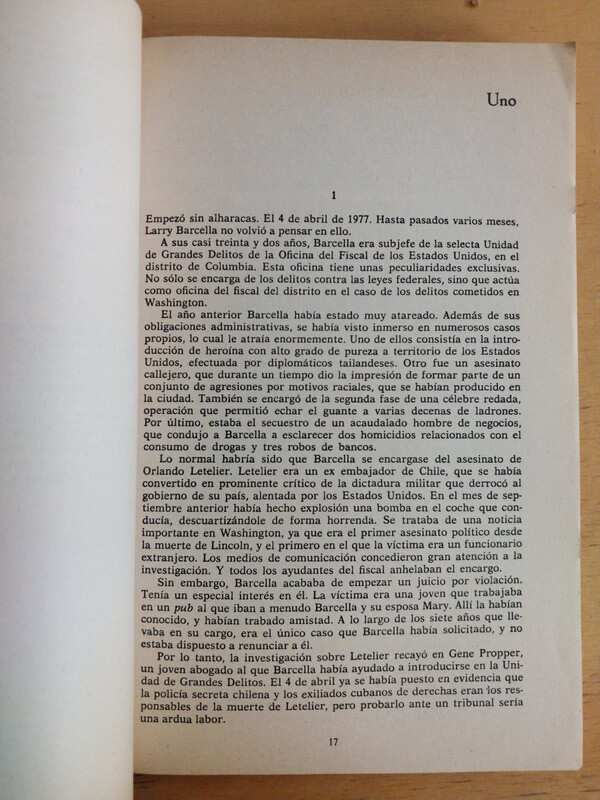 Uno
1
Empezó sin alharacas. El 4 de abril de 1977. Hasta pasados varios meses,
Larry Barcella no volvió a pensar en ello.
A sus casi treinta y dos años, Barcella era subjefe de la selecta Unidad
de Grandes Delitos de la Oficina del Fiscal de los Estados Unidos, en el
distrito de Columbia. Esta oficina tiene unas peculiaridades exclusivas.
No sólo se encarga de los delitos contra las leyes federales, sino que actúa
como oficina del fiscal del distrito en el caso de los delitos cometidos en
Washington.
El año anterior Barcella había estado muy atareado. Además de sus
obligaciones administrativas, se había visto inmerso en numerosos casos
propios, lo cual le atraía enormemente. Uno de ellos consistía en la intro-
ducción de heroína con alto grado de pureza a territorio de los Estados
Unidos, efectuada por diplomáticos tailandeses. Otro fue un asesinato
callejero, que durante un tiempo dio la impresión de formar parte de un
conjunto de agresiones por motivos raciales, que se habían producido en
la ciudad. También se encargó de la segunda fase de una célebre redada,
operación que permitió echar el guante a varias decenas de ladrones.
Por último, estaba el secuestro de un acaudalado hombre de negocios,
que condujo a Barcella a esclarecer dos homicidios relacionados con el
consumo de drogas y tres robos de bancos.
Lo normal habría sido que Barcella se encargase del asesinato de
Orlando Letelier. Letelier era un ex embajador de Chile, que se había
convertido en prominente crítico de la dictadura militar que derrocó al
gobierno de su país, alentada por los Estados Unidos. En el mes de sep-
tiembre anterior había hecho explosión una bomba en el coche que con-
ducía, descuartizándole de forma horrenda. Se trataba de una noticia
importante en Washington, ya que era el primer asesinato político desde
la muerte de Lincoln, y el primero en el que la víctima era un funcionario
extranjero. Los medios de comunicación concedieron gran atención a la
investigación. Y todos los ayudantes del fiscal anhelaban el encargo.
Sin embargo, Barcella acababa de empezar un juicio por violación.
Tenía un especial interés en él. La víctima era una joven que trabajaba
en un pub al que iban a menudo Barcella y su esposa Mary. Allí la habían
conocido, y habían trabado amistad. A lo largo de los siete años que lle-
vaba en su cargo, era el único caso que Barcella había solicitado, y no
estaba dispuesto a renunciar a él.
Por lo tanto, la investigación sobre Letelier recayó en Gene Propper,
un joven abogado al que Barcella había ayudado a introducirse en la Uni-
dad de Grandes Delitos. El 4 de abril ya se había puesto en evidencia que
la policía secreta chilena y los exiliados cubanos de derechas eran los res-
ponsables de la muerte de Letelier, pero probarlo ante un tribunal sería
una ardua labor.
17